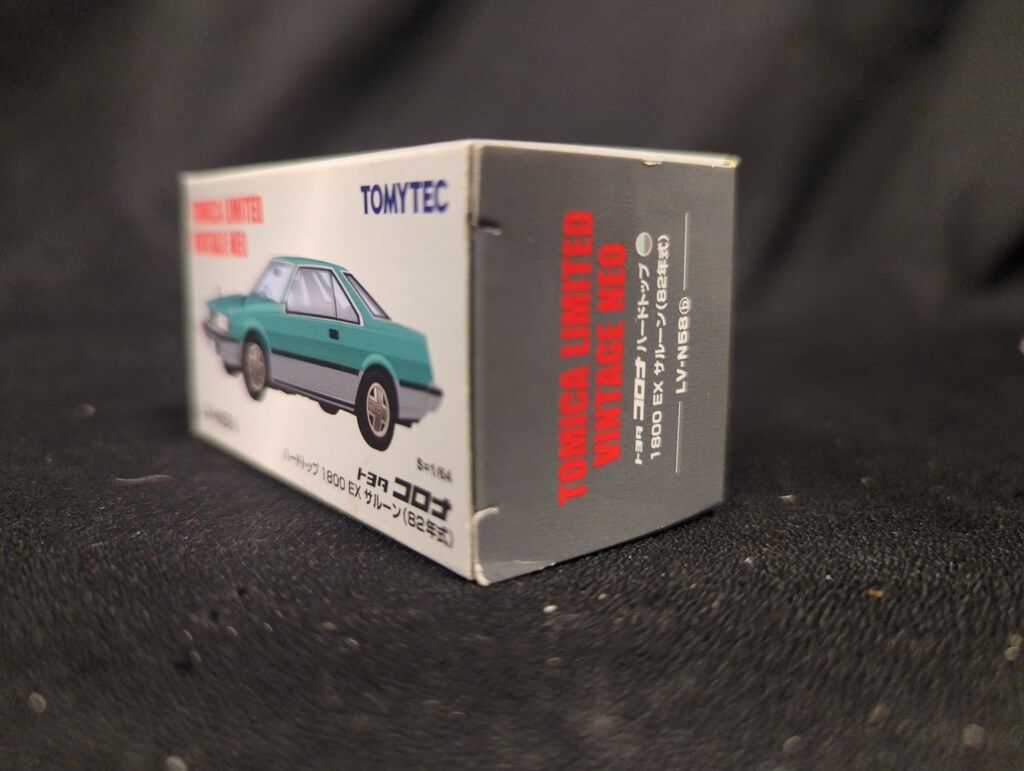 TOMICA LIMITED
VINTAGE NEO
TOMYTEC
S=1/64
トヨタ コロナ
ハードトップ 1800 EX サルーン(82年式)
TOMICA LIMITED
VINTAGE NEO
トヨタ コロナ ハードトップ
1800 EX サルーン(82年式)
LV-N58ⓑ